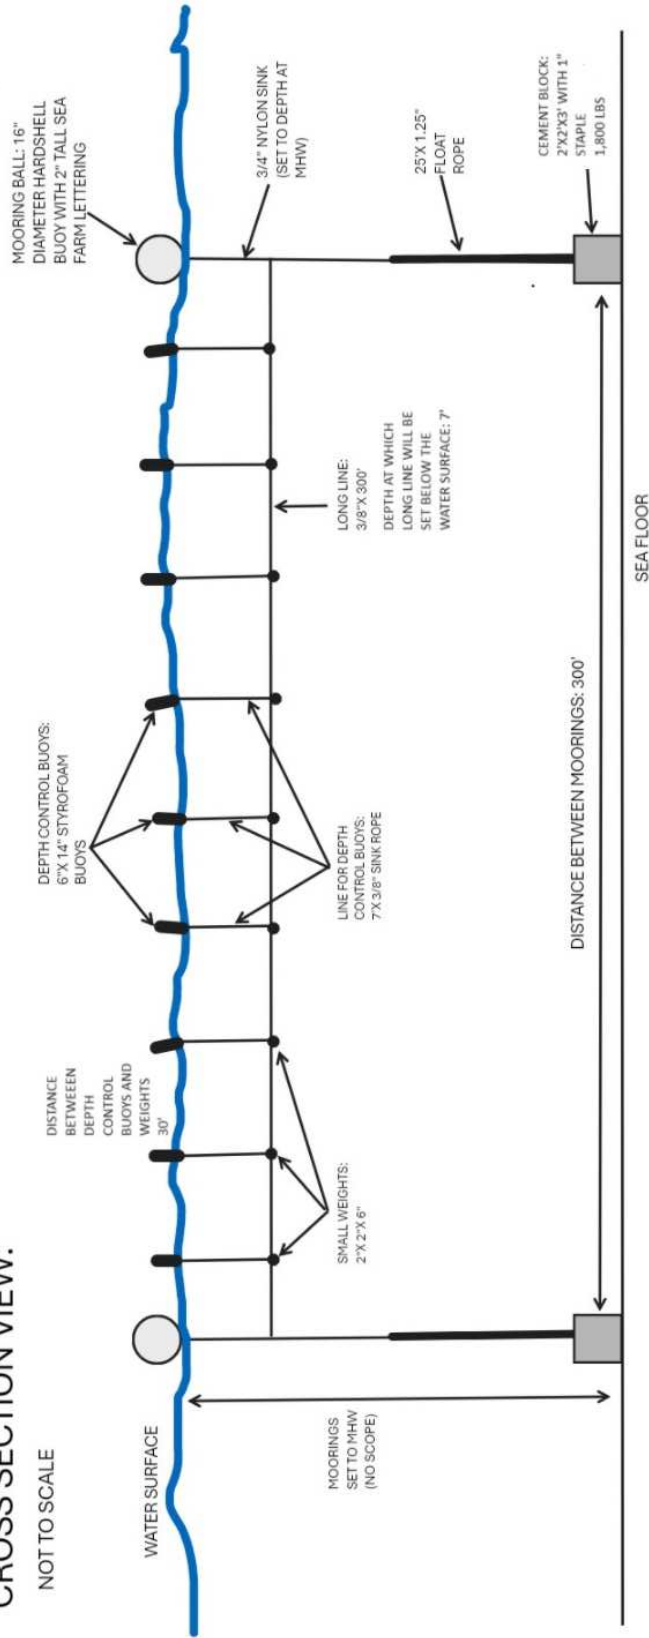 CROSS SECTION VIEW:
NOT TO SCALE
MOORING BALL: 16"
DIAMETER HARDSHELL
BUOY WITH 2" TALL SEA
FARM LETTERING
DEPTH CONTROL BUOYS:
6"X 14" STYROFOAM
BUOYS
DISTANCE
BETWEEEN
DEPTH
CONTROL
BUOYS AND
WEIGHTS
30'
WATER SURFACE
3/4" NYLON SINK
(SET TO DEPTH AT
MHW)
MOORINGS
SET TO MHW
(NO SCOPE)
SMALL WEIGHTS:
2"X 2"X 6"
LINE FOR DEPTH
CONTROL BUOYS:
7'X 3/8" SINK ROPE
LONG LINE:
3/8"X 300'
DEPTH AT WHICH
LONG LINE WILL BE
SET BELOW THE
WATER SURFACE: 7'
25'X 1.25"
FLOAT
ROPE
CEMENT BLOCK:
2'X2'X3' WITH 1"
STAPLE
1,800 LBS
DISTANCE BETWEEN MOORINGS: 300'
SEA FLOOR